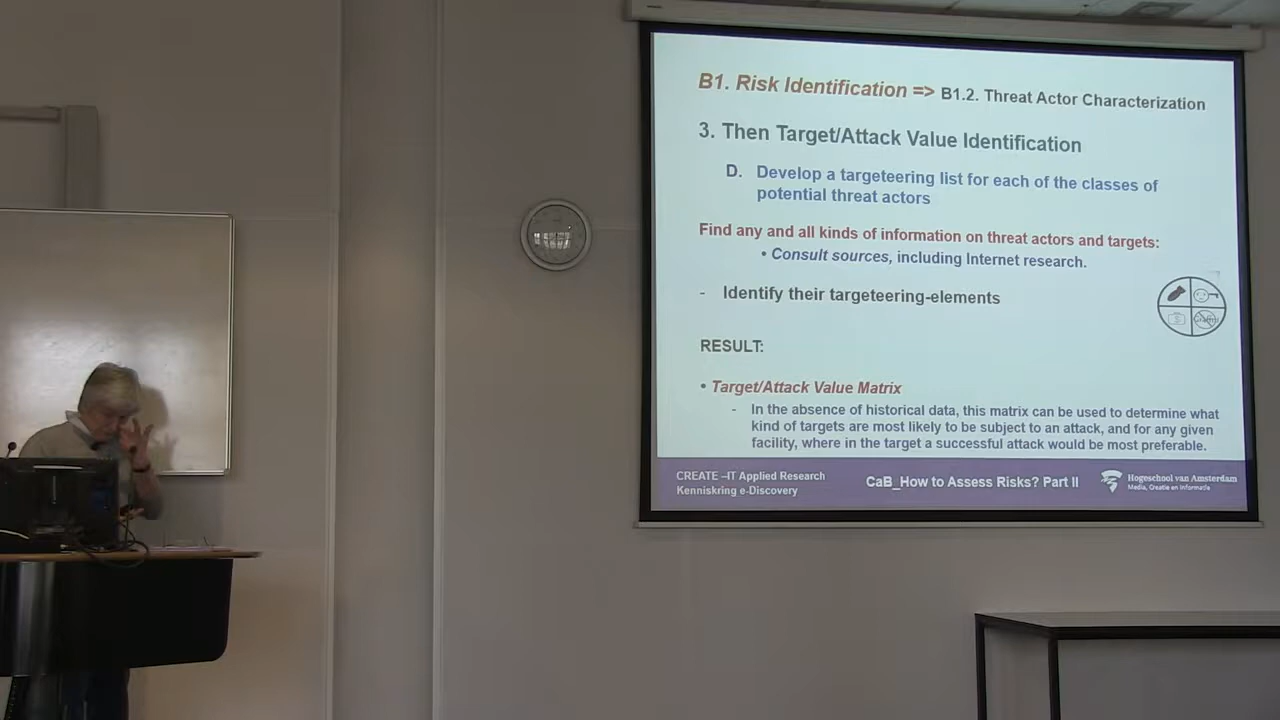 B1. Risk Identification => B1.2. Threat Actor Characterization
3. Then Target/Attack Value Identification
D. Develop a targeteering list for each of the classes of
potential threat actors
Find any and all kinds of information on threat actors and targets:
• Consult sources, including Internet research.
- Identify their targeteering-elements
RESULT:
• Target/Attack Value Matrix
- In the absence of historical data, this matrix can be used to determine what
kind of targets are most likely to be subject to an attack, and for any given
facility, where in the target a successful attack would be most preferable.
CREATE –IT Applied Research
Kenniskring e-Discovery
CaB_How to Assess Risks? Part II
Hogeschool van Amsterdam
Media, Creatie en Informatie